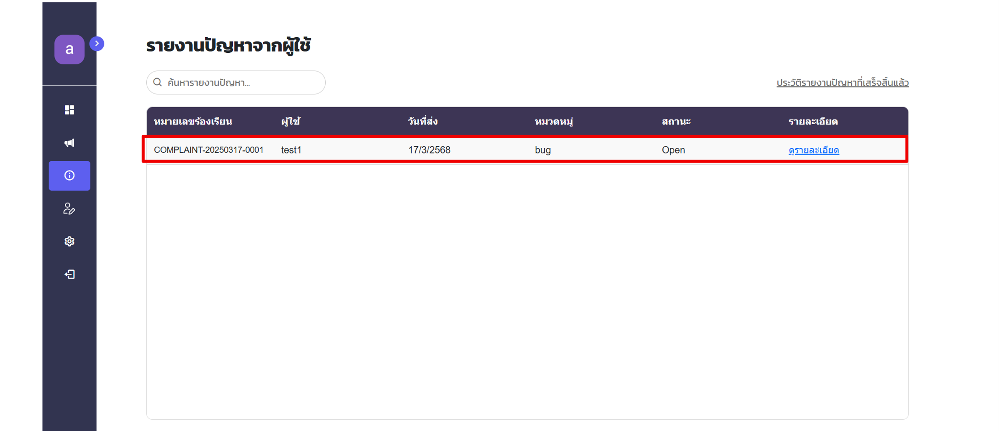 a
รายงานปัญหาจากผู้ใช้
ค้นหารายงานปัญหา...
ประวัติรายงานปัญหาที่เสร็จสิ้นแล้ว
หมายเลขร้องเรียน ผู้ใช้ วันที่ส่ง หมวดหมู่ สถานะ รายละเอียด
COMPLAINT-20250317-0001 test1 17/3/2568 bug Open ดูรายละเอียด